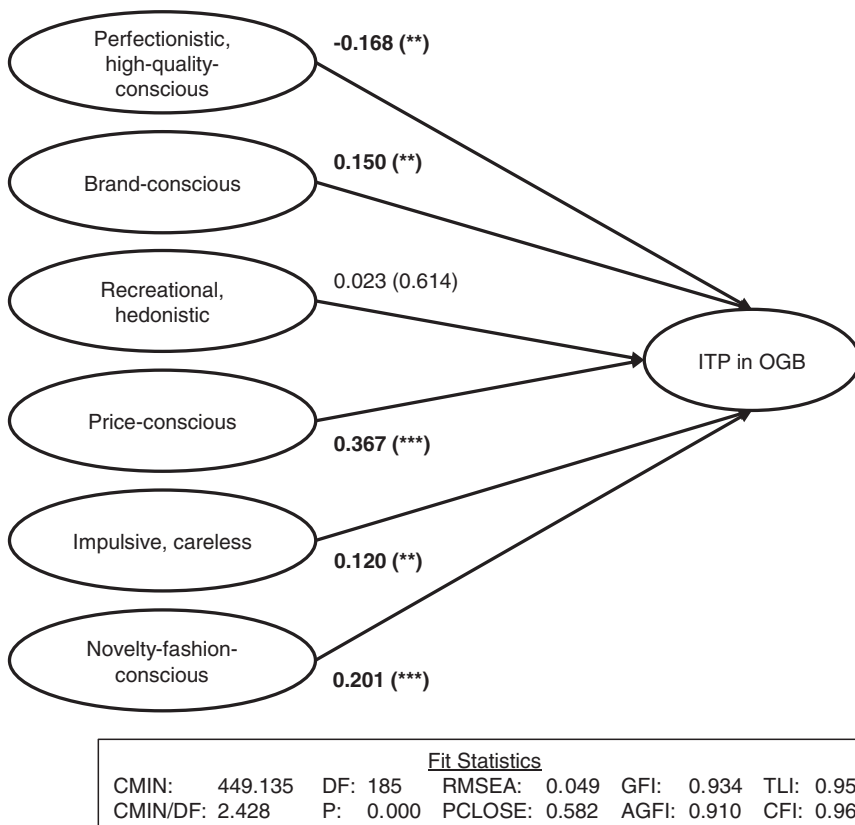 Perfectionistic,
high-quality-
conscious
-0.168 (**)
Brand-conscious
0.150 (**)
Recreational,
hedonistic
0.023 (0.614)
ITP in OGB
Price-conscious
0.367 (***)
Impulsive, careless
0.120 (**)
Novelty-fashion-
conscious
0.201 (***)
Fit Statistics
CMIN: 449.135 DF: 185 RMSEA: 0.049 GFI: 0.934 TLI: 0.95
CMIN/DF: 2.428 P: 0.000 PCLOSE: 0.582 AGFI: 0.910 CFI: 0.96